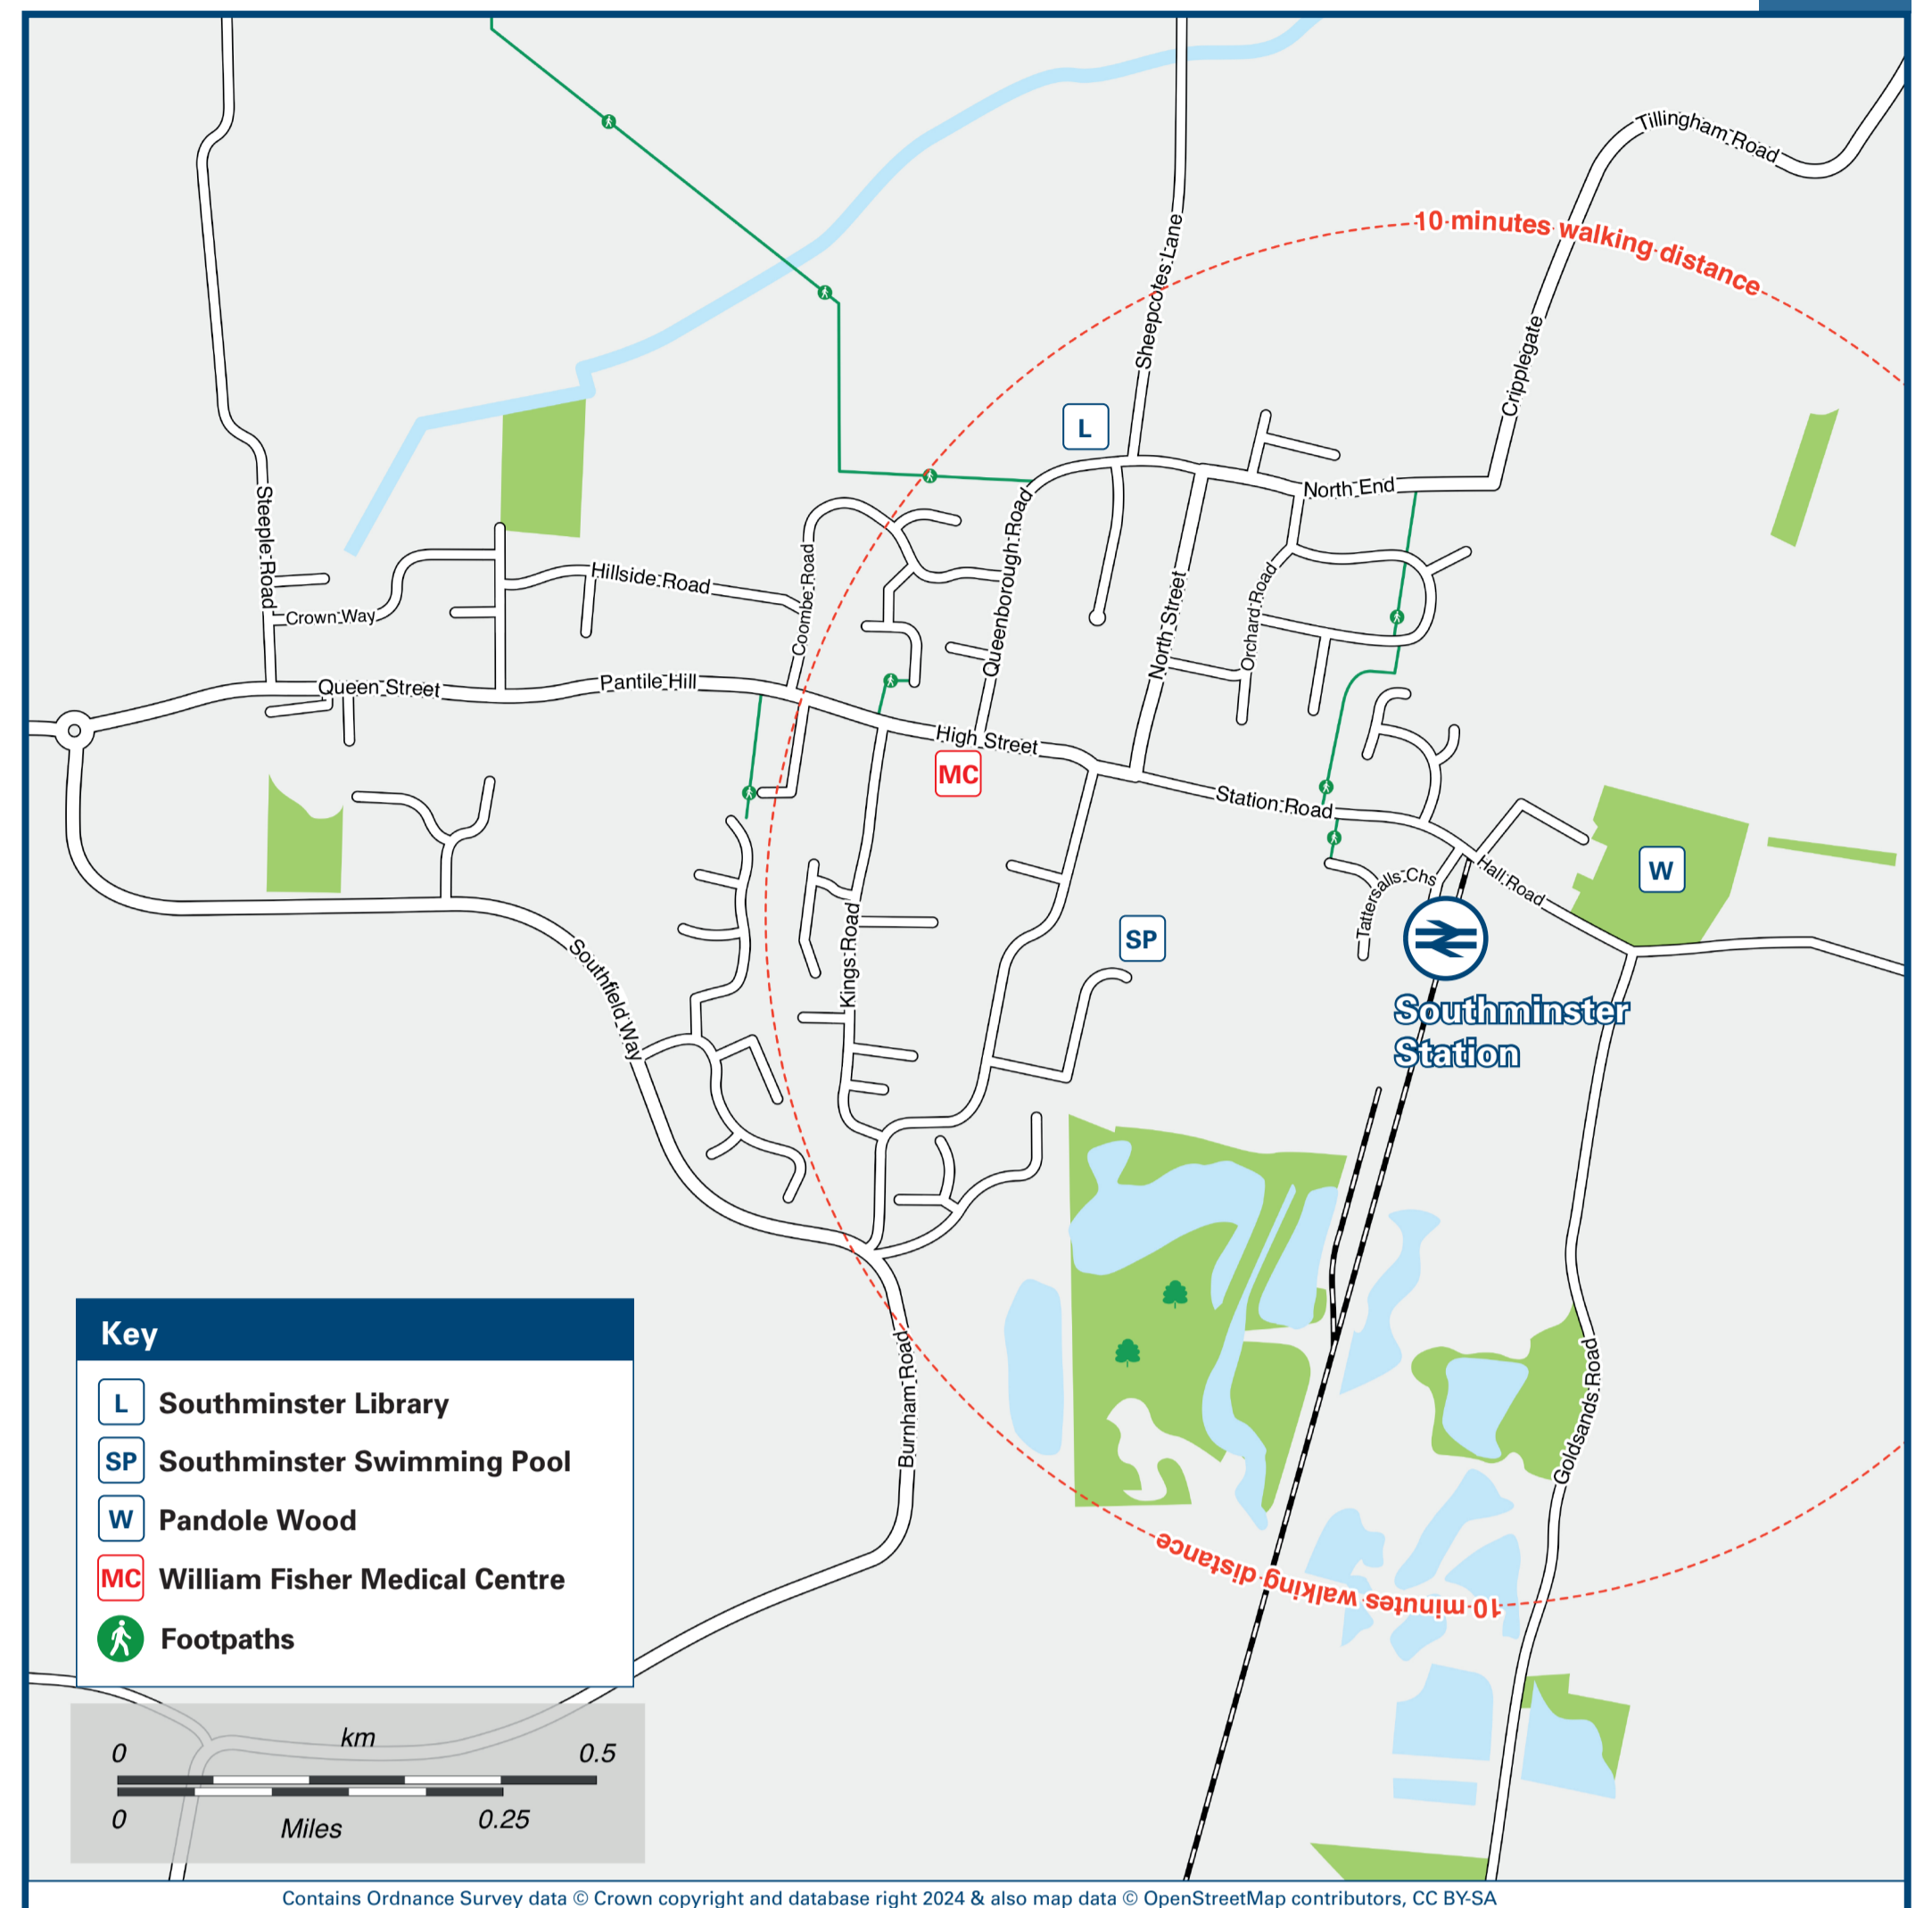 10 minutes walking distance
Tillingham Road
Sheepcotes Lane
Cripplegate
L
North End
Steeple Road
Queenborough Road
Hillside Road
Coombe Road
Crown Way
North Street
Orchard Road
Queen Street
Pantile Hill
High Street
MC
Station Road
Hall Road
W
Tattersalls Chs
SP
Kings Road
Southfield Way
Southminster
Station
Burnham Road
Goldsands Road
10 minutes walking distance
Key
L Southminster Library
SP Southminster Swimming Pool
W Pandole Wood
MC William Fisher Medical Centre
Footpaths
km
0 0.5
0 0.25
Miles
Contains Ordnance Survey data © Crown copyright and database right 2024 & also map data © OpenStreetMap contributors, CC BY-SA